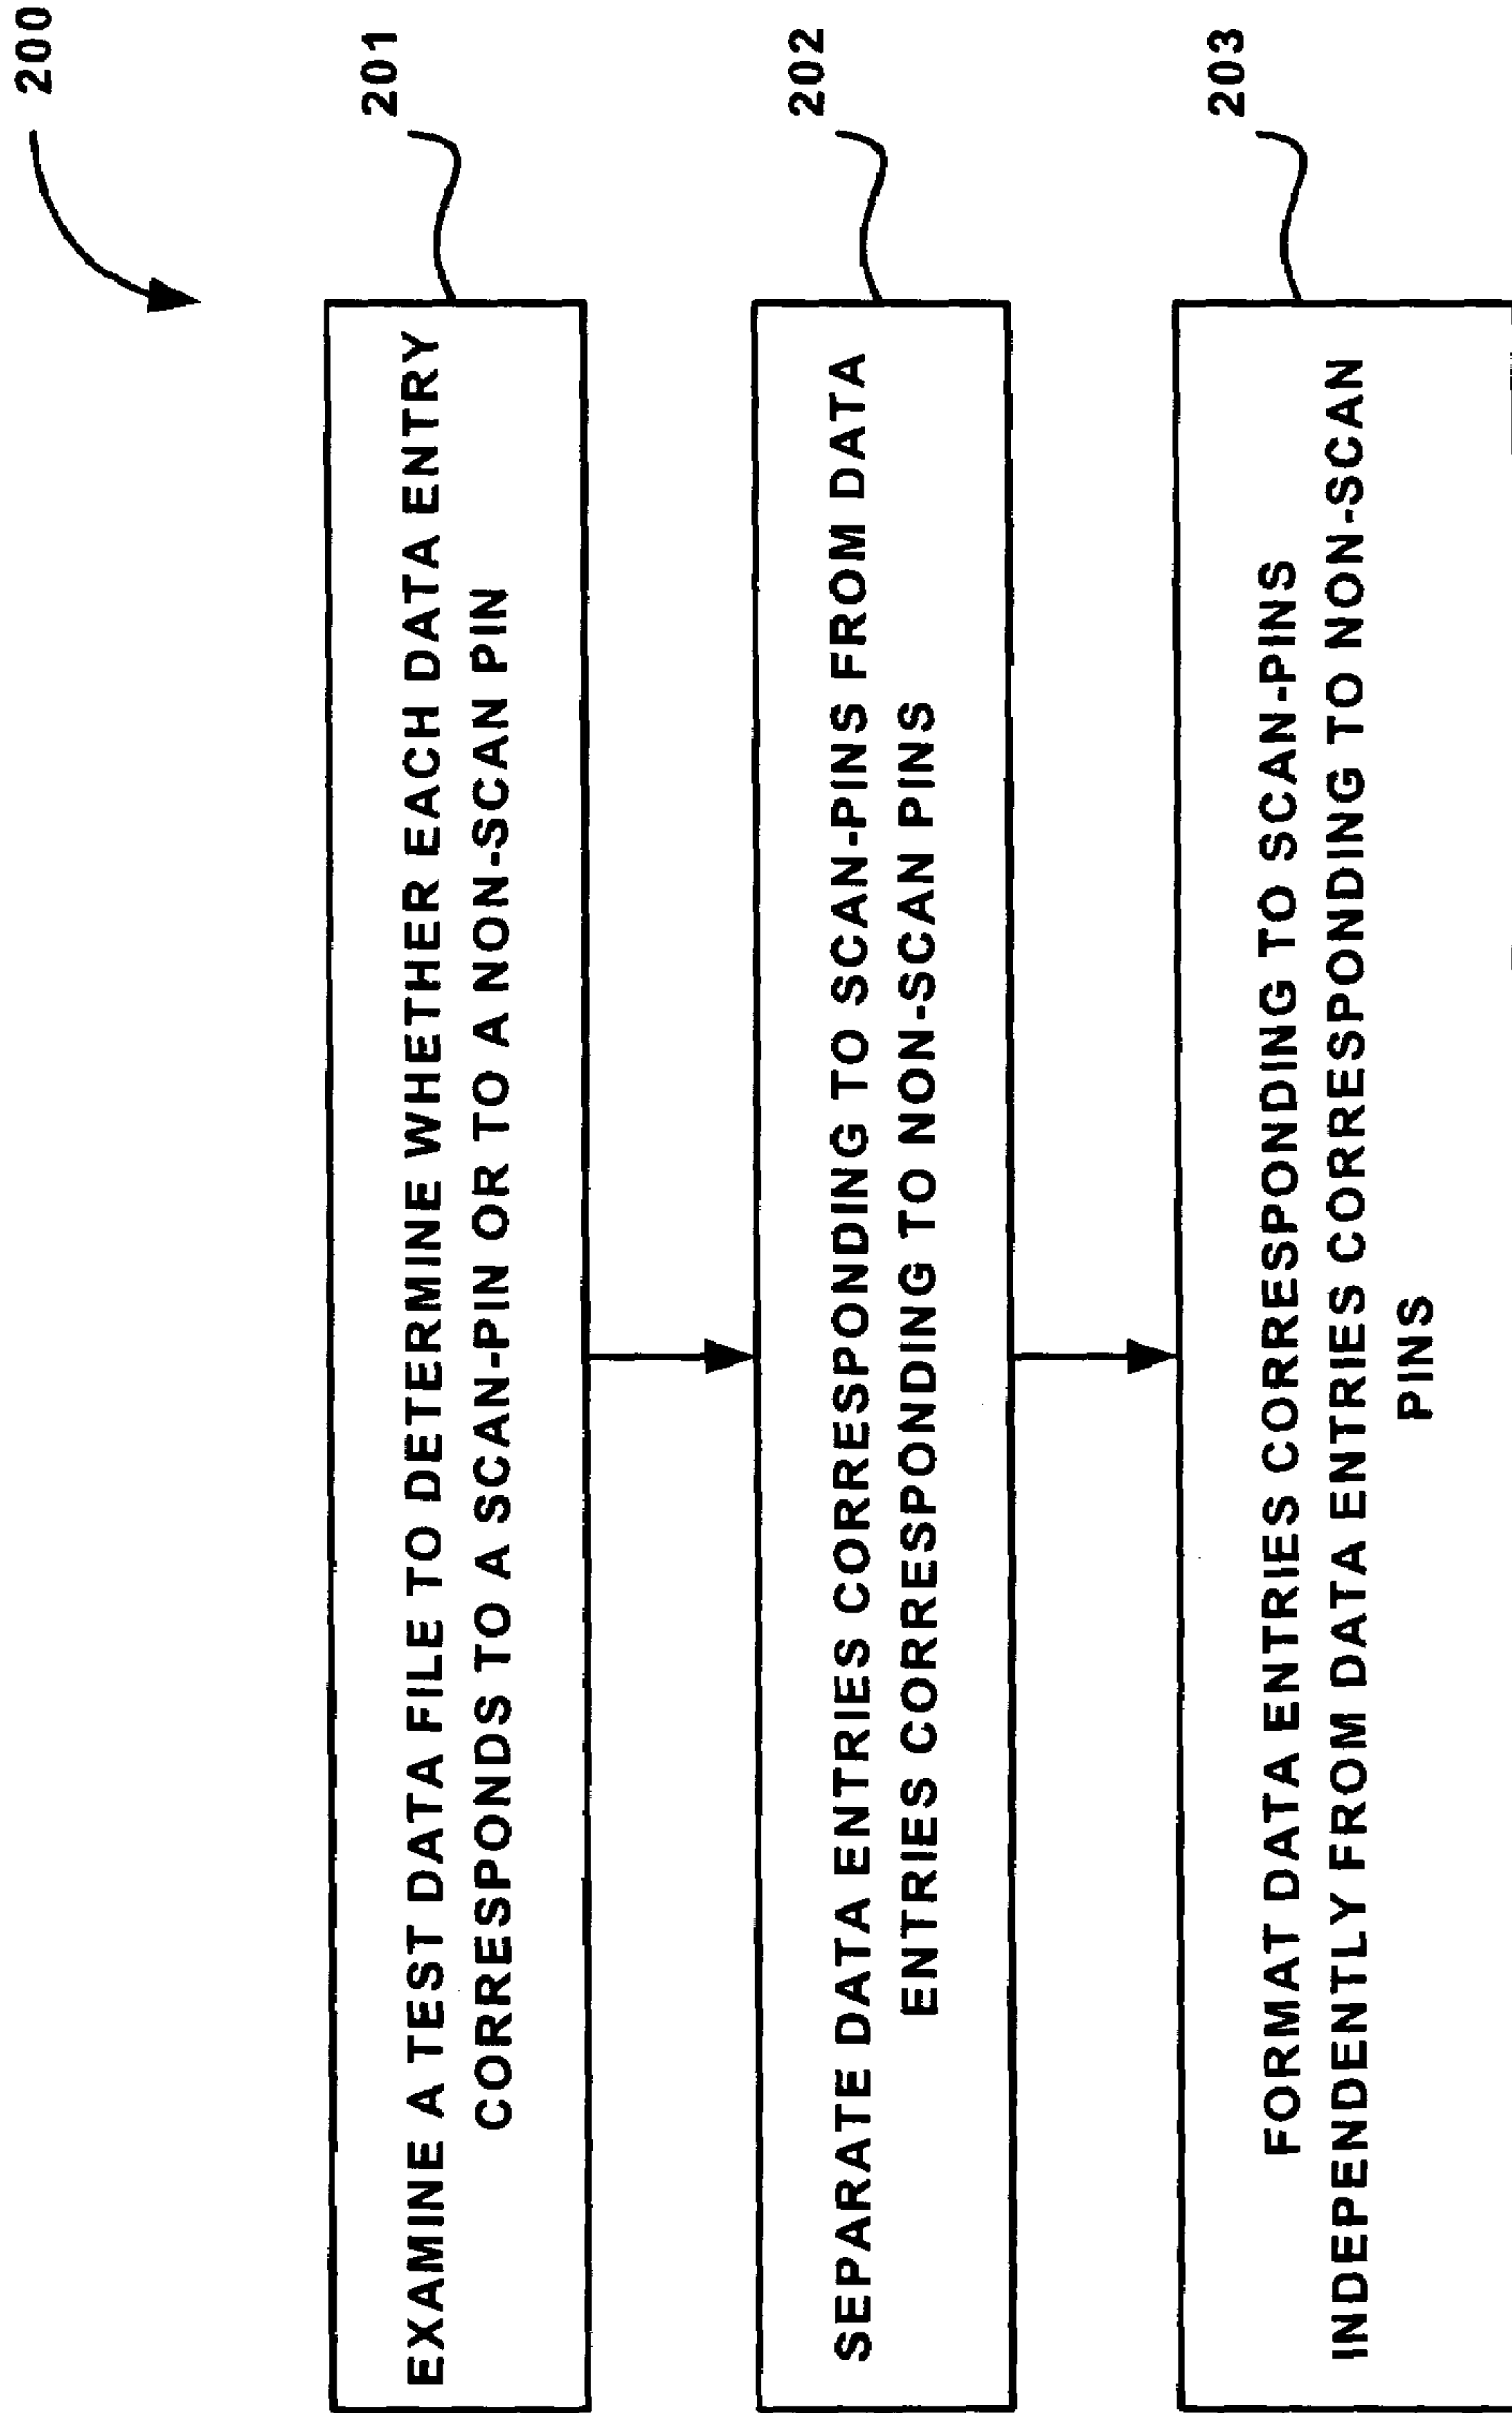 200
EXAMINE A TEST DATA FILE TO DETERMINE WHETHER EACH DATA ENTRY
CORRESPONDS TO A SCAN-PIN OR TO A NON-SCAN PIN
201
SEPARATE DATA ENTRIES CORRESPONDING TO SCAN-PINS FROM DATA
ENTRIES CORRESPONDING TO NON-SCAN PINS
202
FORMAT DATA ENTRIES CORRESPONDING TO SCAN-PINS
INDEPENDENTLY FROM DATA ENTRIES CORRESPONDING TO NON-SCAN
PINS
203